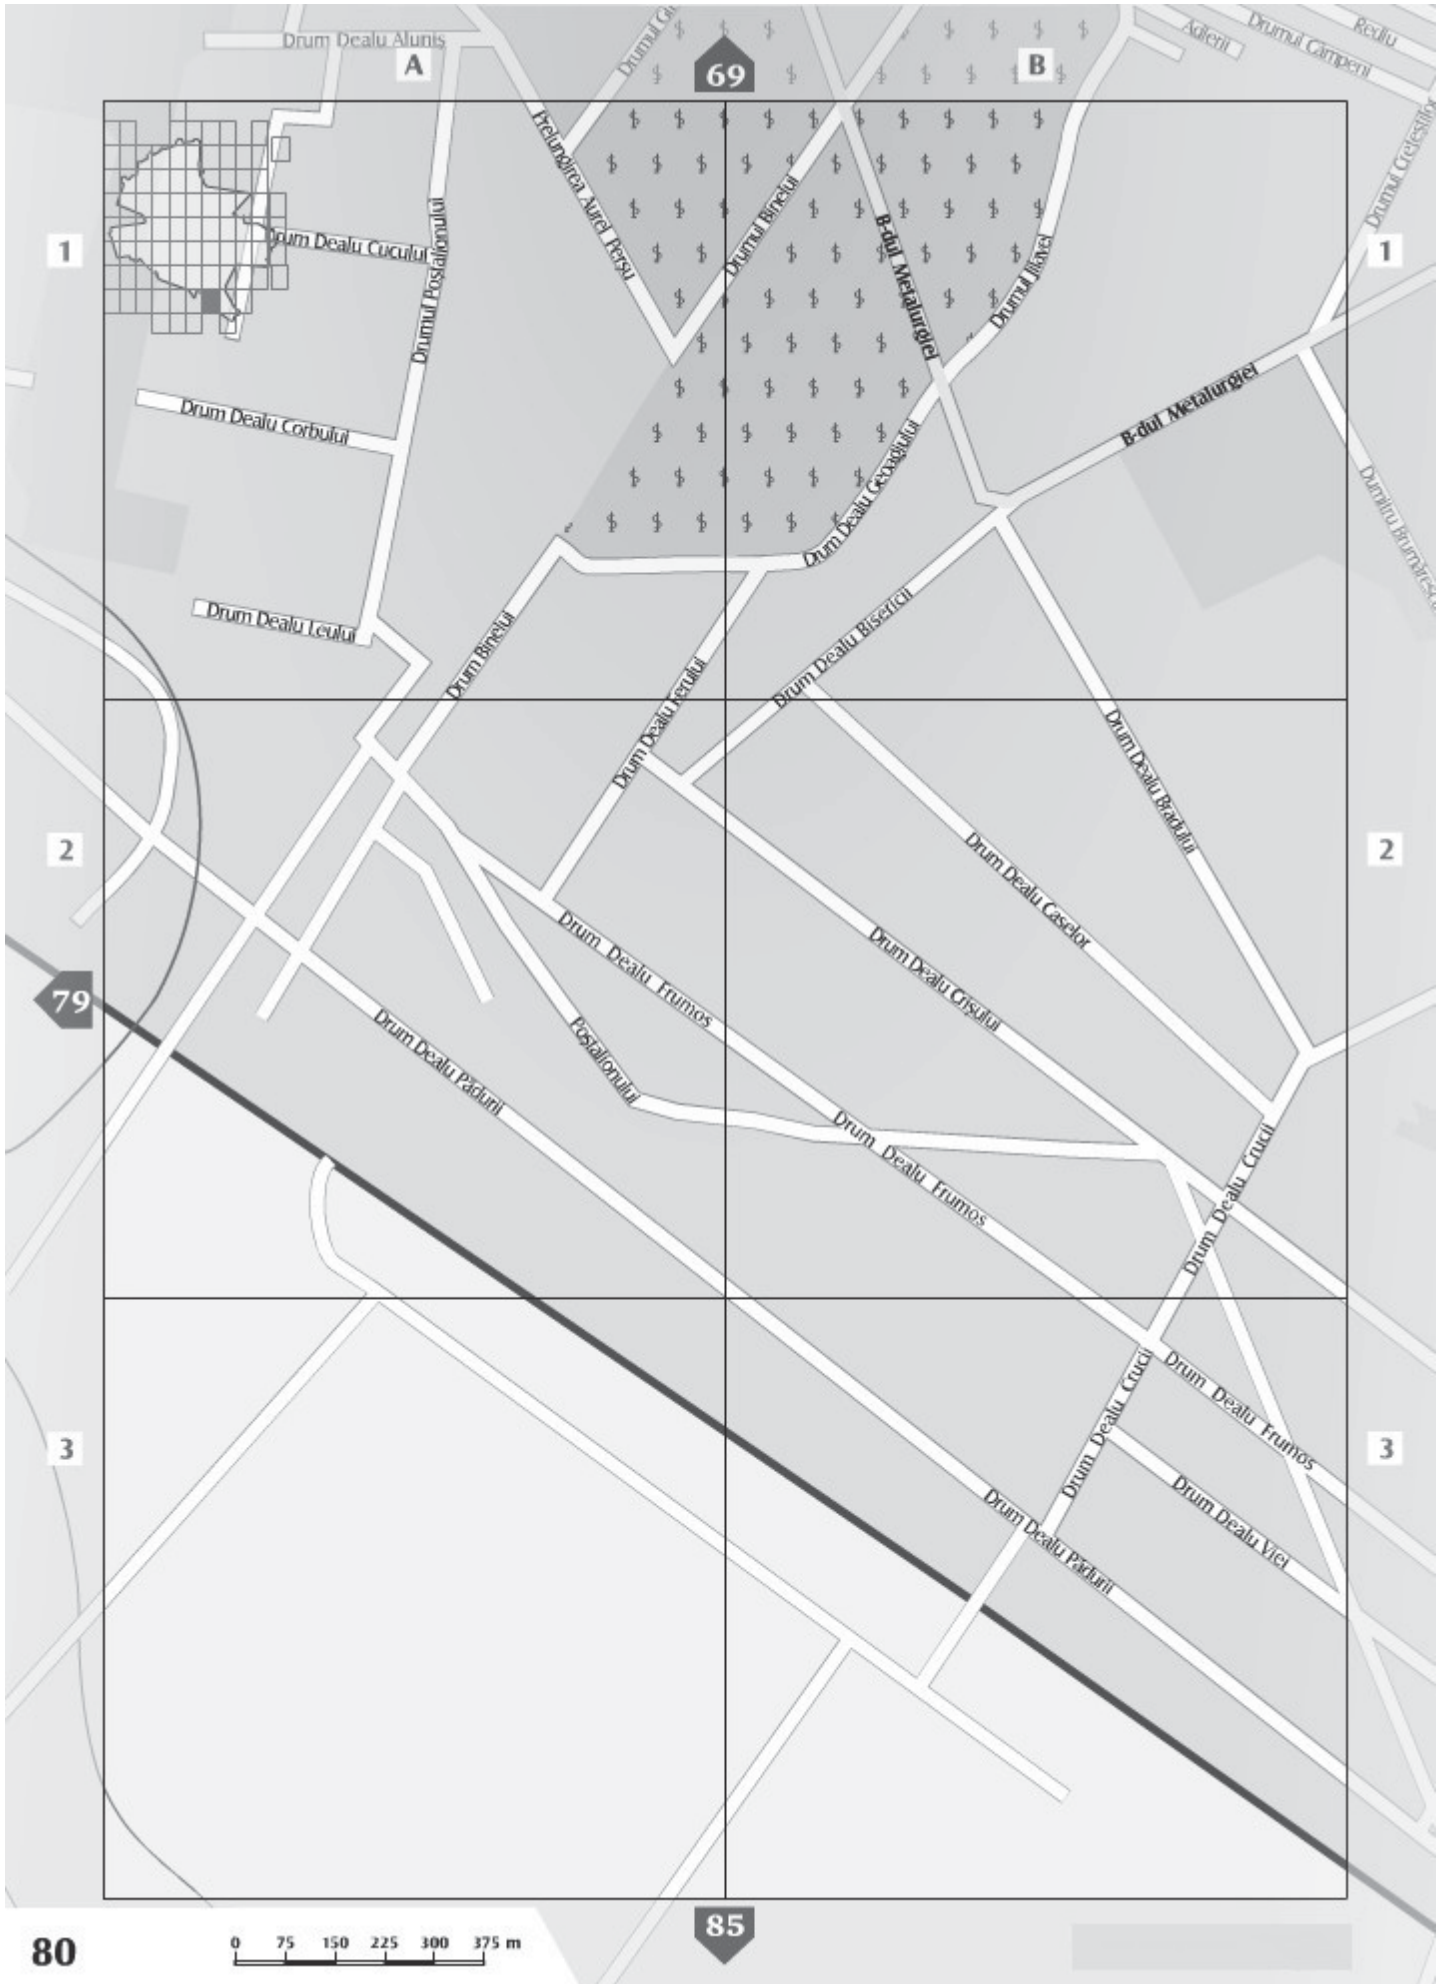 Drum Dealu Aluniș
A
69
B
Adierii
Drumul Câmpeni
Rediu
Drumul Crețeștilor
Prelungirea Aurel Perșu
Drumul Binelui
B-dul Metalurgiei
Drumul Jilavei
1
Drum Dealu Cucului
Drumul Poștalionului
1
Drum Dealu Corbului
B-dul Metalurgiei
Drum Dealu Geoagiului
Drum Dealu Leului
Drum Binelui
Drum Dealu Bisericii
Drum Dealu Ferului
Drum Dealu Bradului
2
2
Drum Dealu Caselor
Drum Dealu Frumos
Drum Dealu Crișului
79
Drum Dealu Pădurii
Poștalionului
Drum Dealu Frumos
Drum Dealu Crucii
Drum Dealu Crucii
Drum Dealu Frumos
3
3
Drum Dealu Viei
Drum Dealu Pădurii
80
0 75 150 225 300 375 m
85